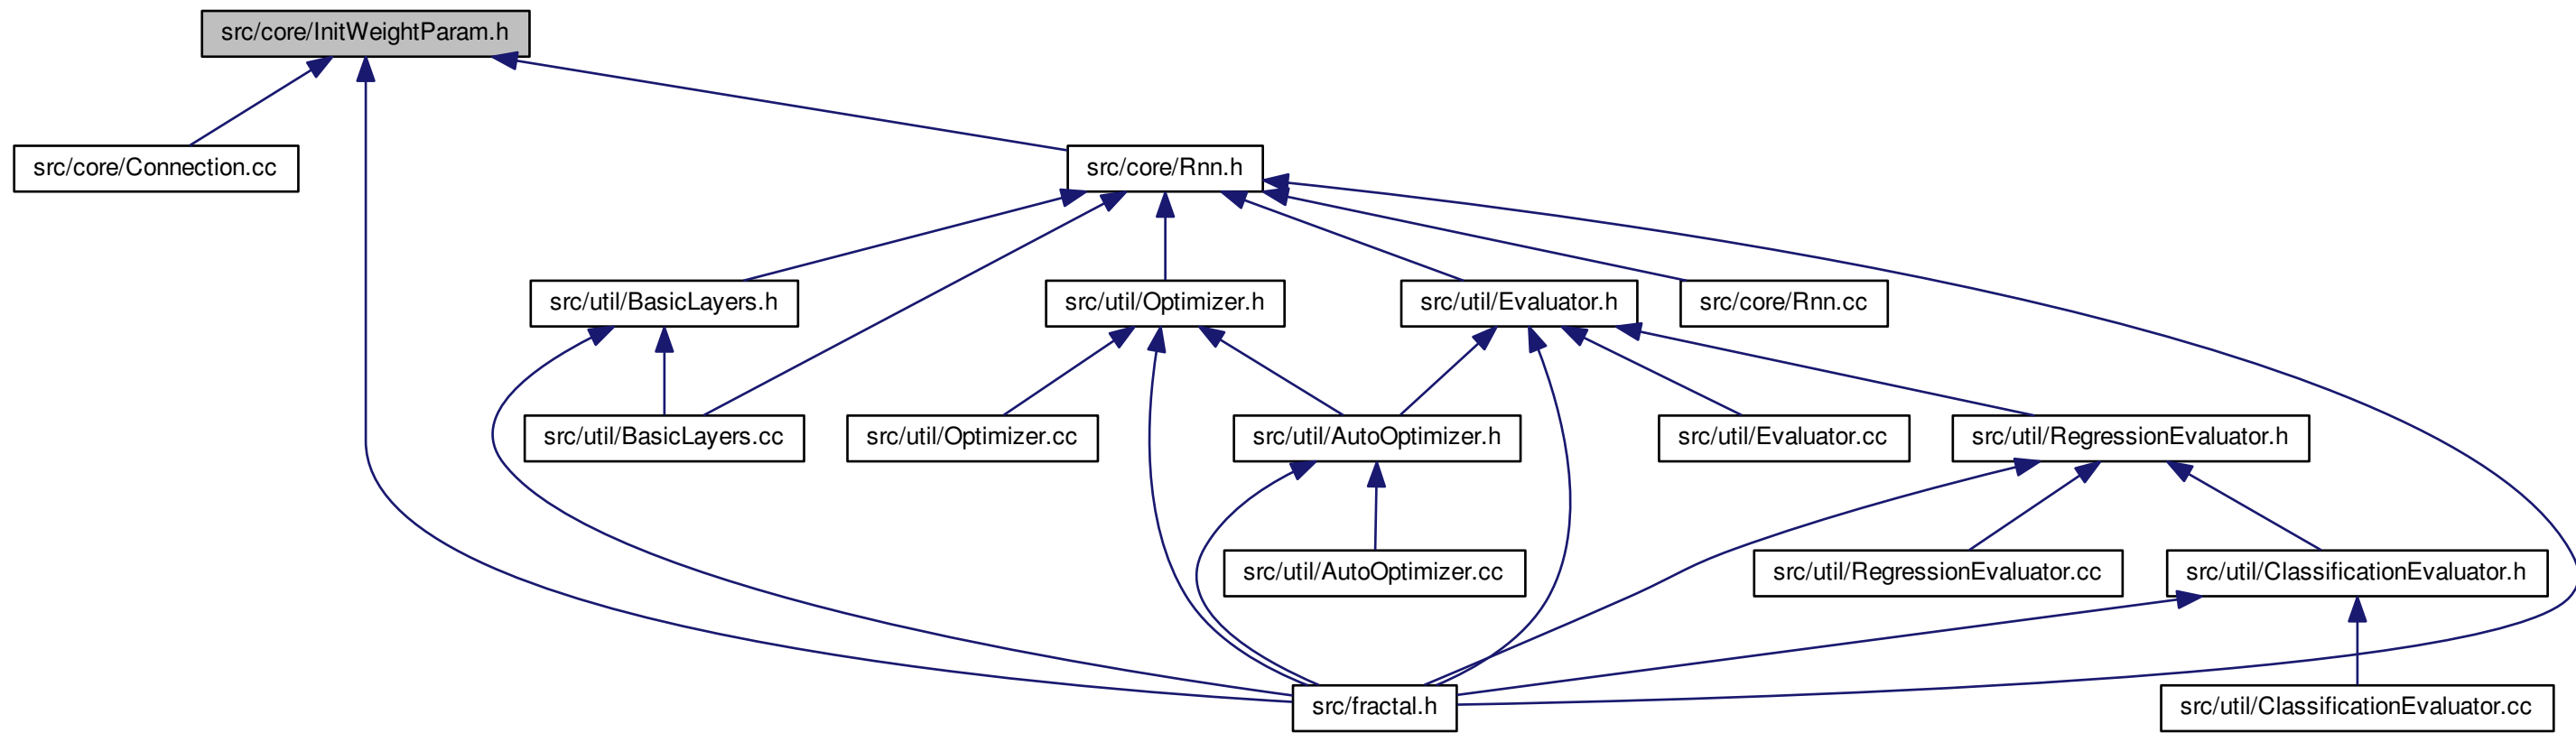 src/core/InitWeightParam.h
src/core/Connection.cc
src/core/Rnn.h
src/util/BasicLayers.h
src/util/Optimizer.h
src/util/Evaluator.h
src/core/Rnn.cc
src/util/BasicLayers.cc
src/util/Optimizer.cc
src/util/AutoOptimizer.h
src/util/Evaluator.cc
src/util/RegressionEvaluator.h
src/util/AutoOptimizer.cc
src/util/RegressionEvaluator.cc
src/util/ClassificationEvaluator.h
src/fractal.h
src/util/ClassificationEvaluator.cc